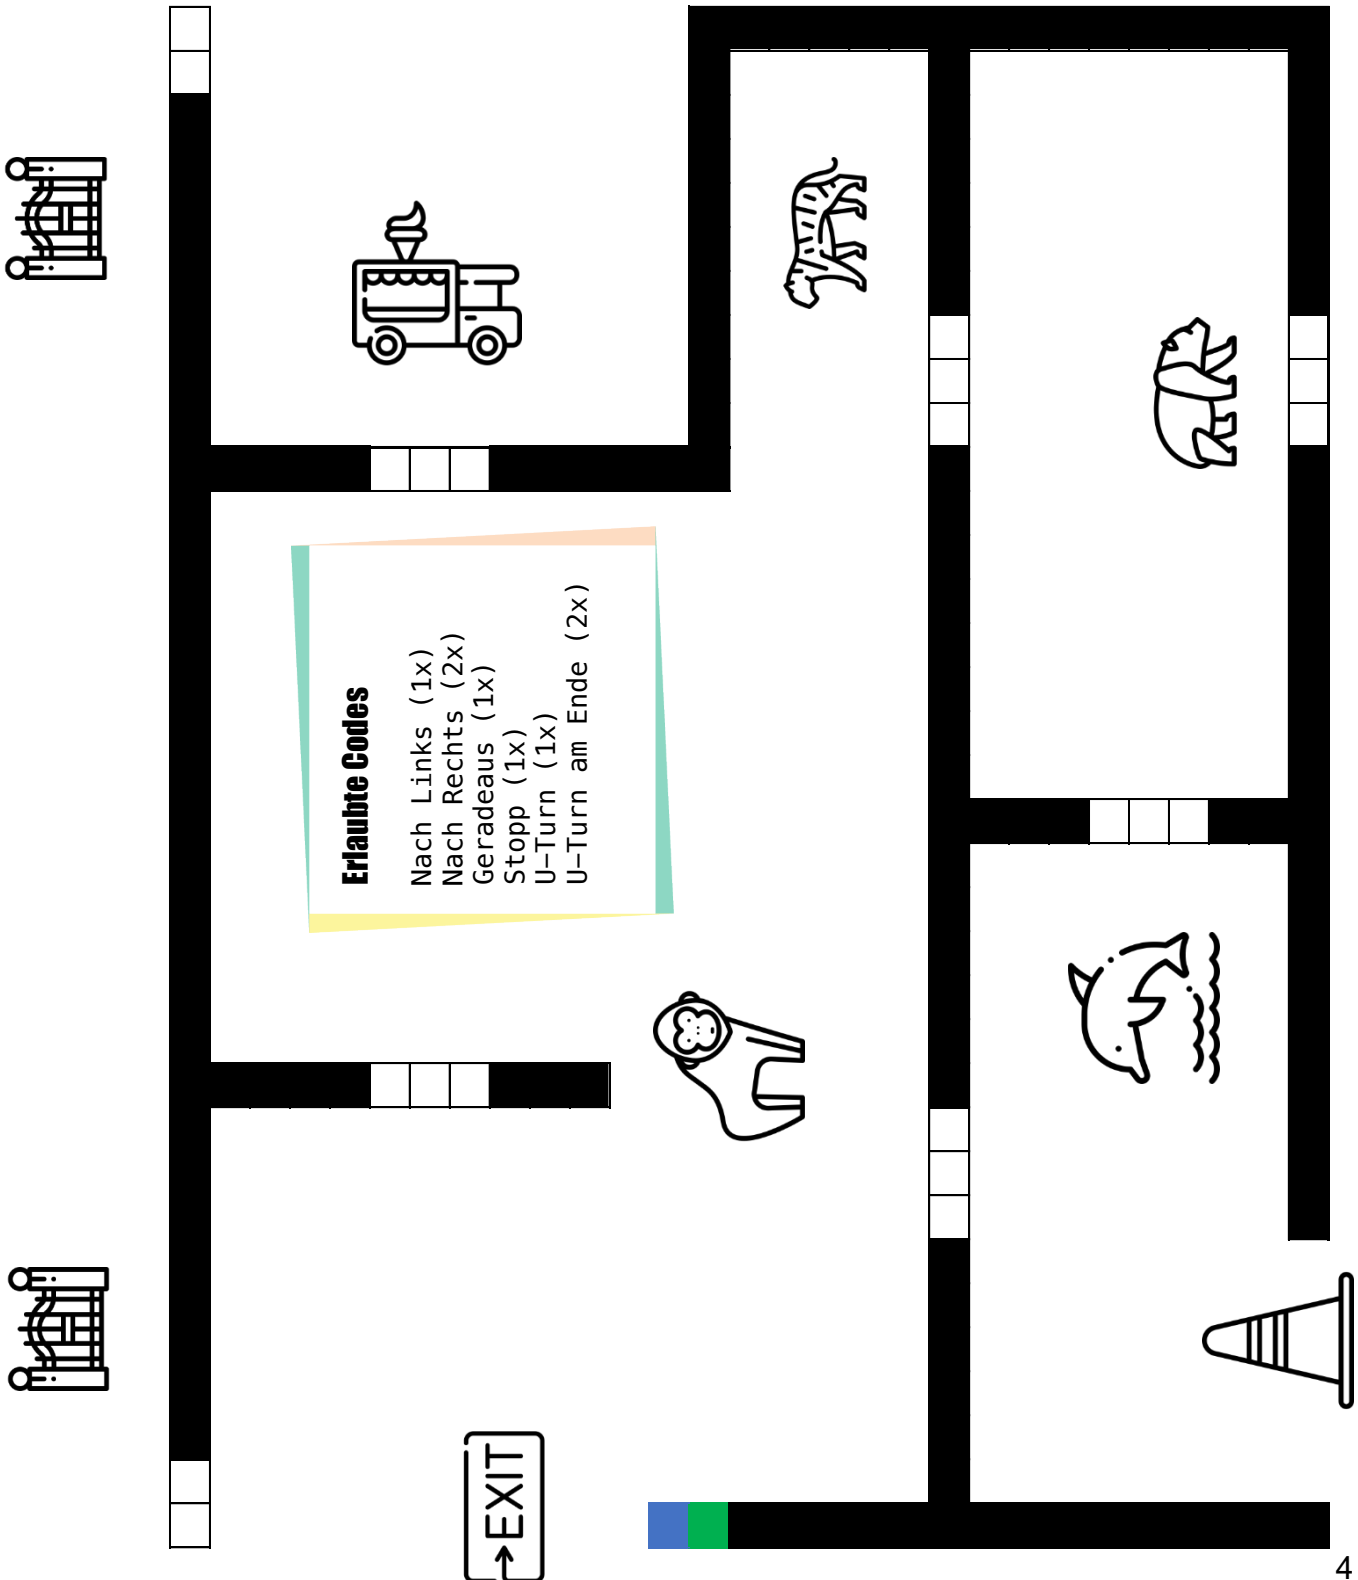 Erlaubte Codes
Nach Links (1x)
Nach Rechts (2x)
Geradeaus (1x)
Stopp (1x)
U-Turn (1x)
U-Turn am Ende (2x)
EXIT
4